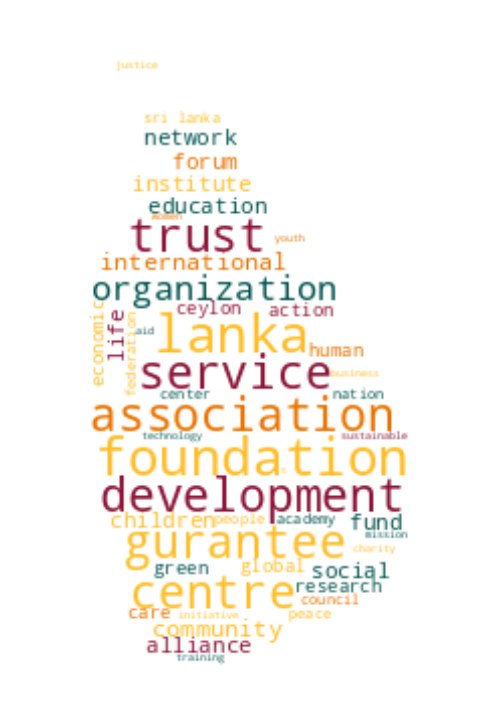 justice
sri lanka
network
forum
institute
education
women
trust
youth
international
organization
economic
life
federation
ceylon
action
aid
lanka
human
service
business
center
nation
association
technology
sustainable
foundation
development
children
people
academy
fund
mission
gurantee
charity
green
global
social
centre
research
council
care
initiative
peace
community
alliance
training